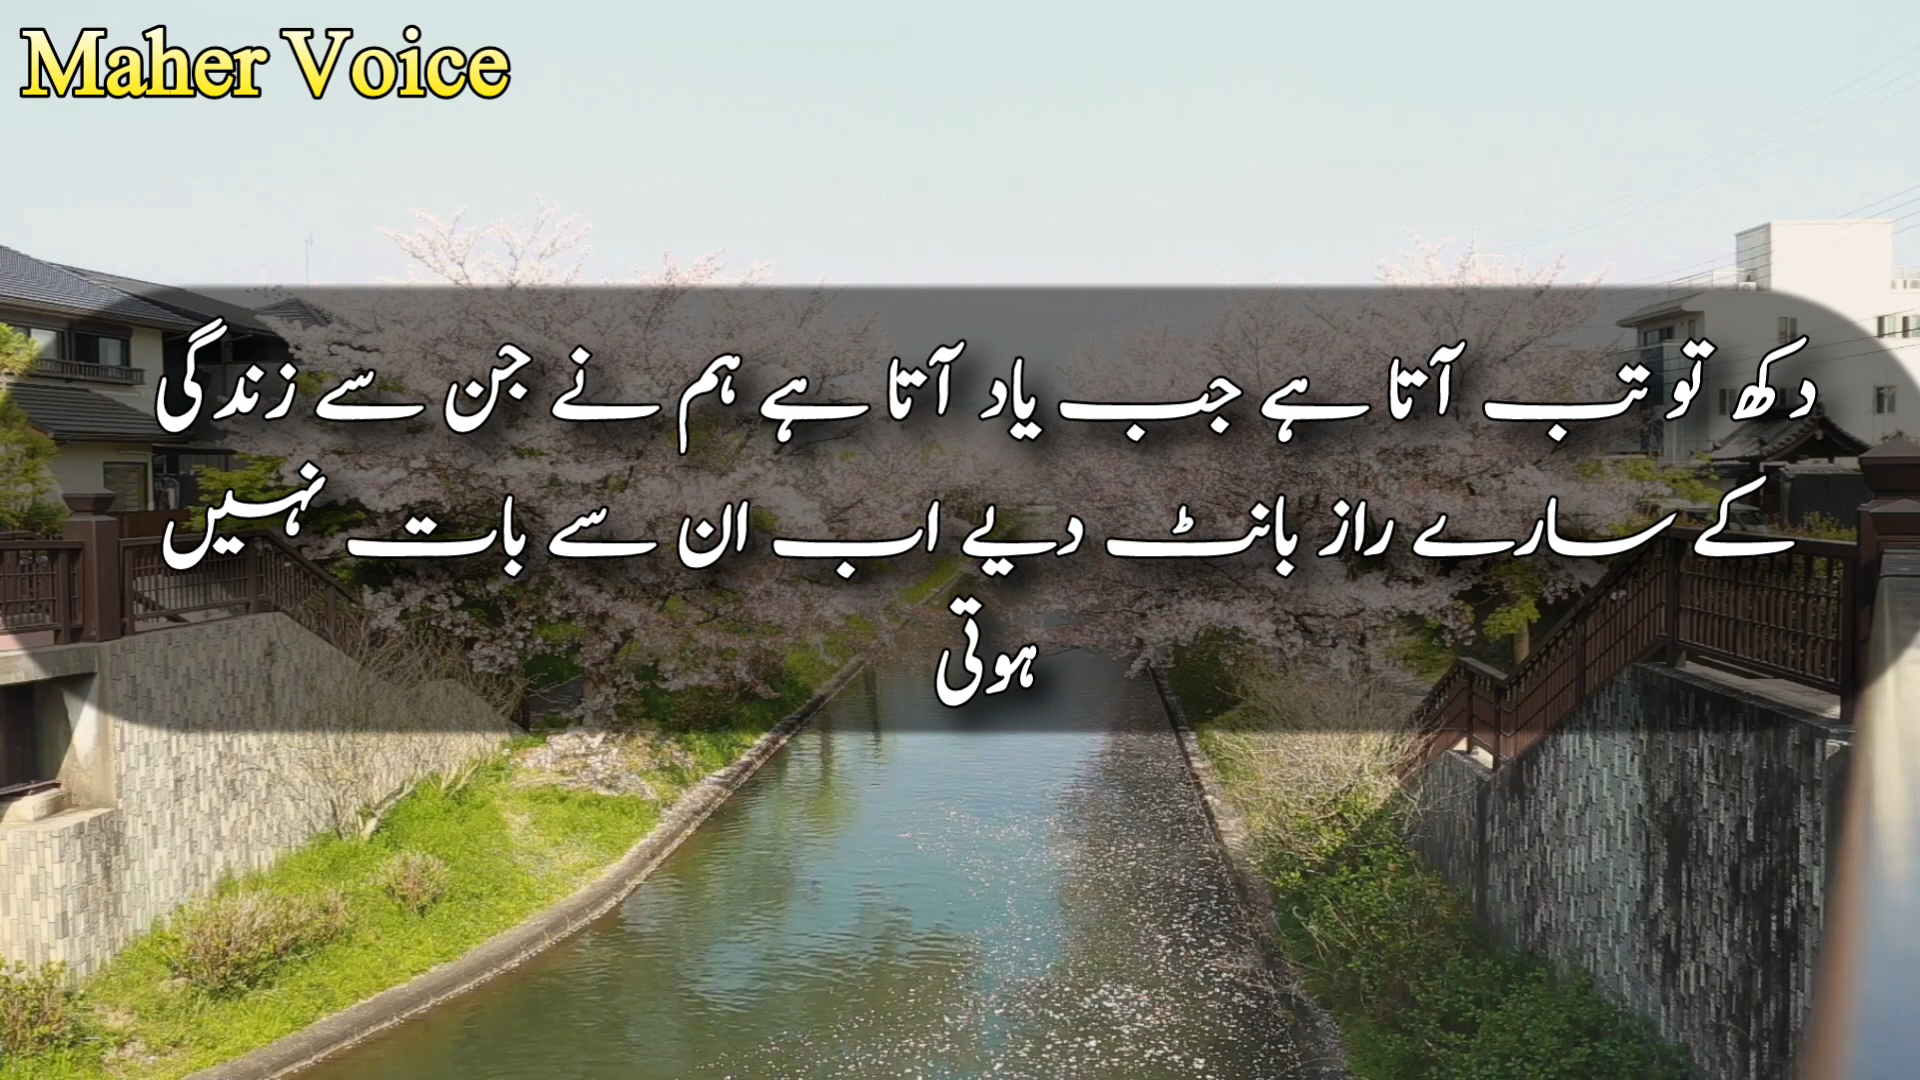 Maher Voice
دکھ تو تب آتا ہے جب یاد آتا ہے ہم نے جن سے زندگی
کے سارے راز بانٹ دیے اب ان سے بات نہیں
ہوتی